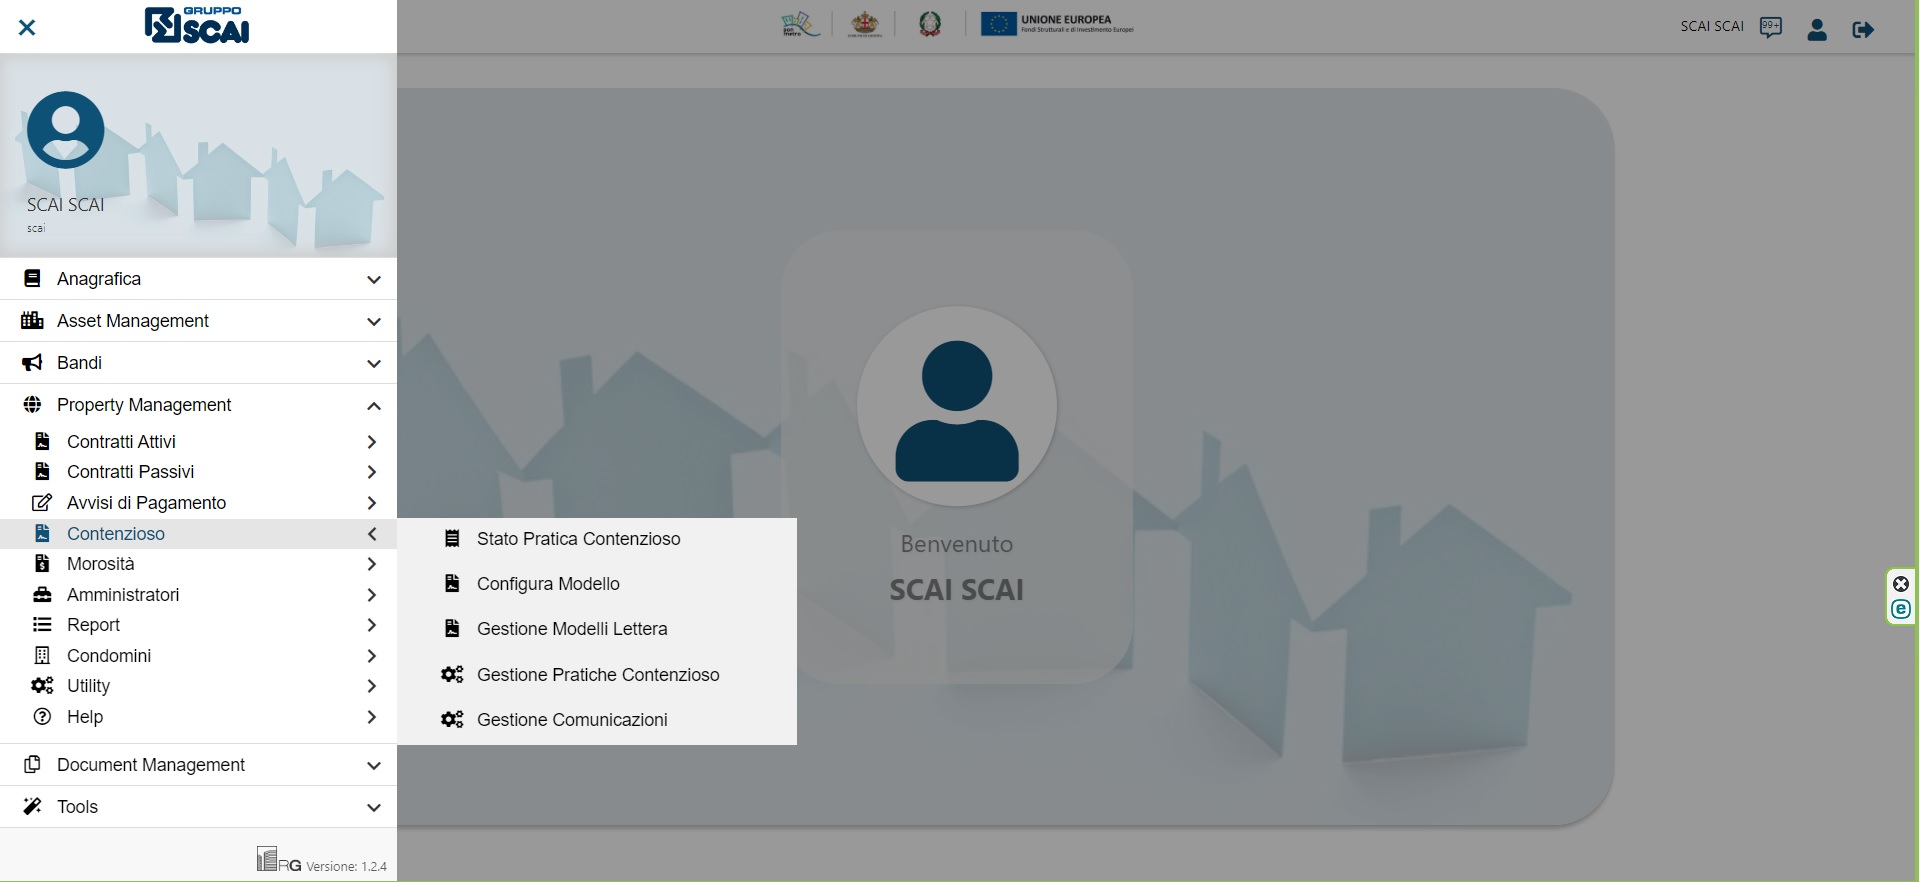 GRUPPO
SCAI
UNIONE EUROPEA
Fondi Strutturali e di Investimento Europei
SCAI SCAI
99+
SCAI SCAI
scai
Anagrafica
Asset Management
Bandi
Property Management
Contratti Attivi
Contratti Passivi
Avvisi di Pagamento
Contenzioso
Morosità
Amministratori
Report
Condomini
Utility
Help
Document Management
Tools
Stato Pratica Contenzioso
Configura Modello
Gestione Modelli Lettera
Gestione Pratiche Contenzioso
Gestione Comunicazioni
Benvenuto
SCAI SCAI
RG Versione: 1.2.4